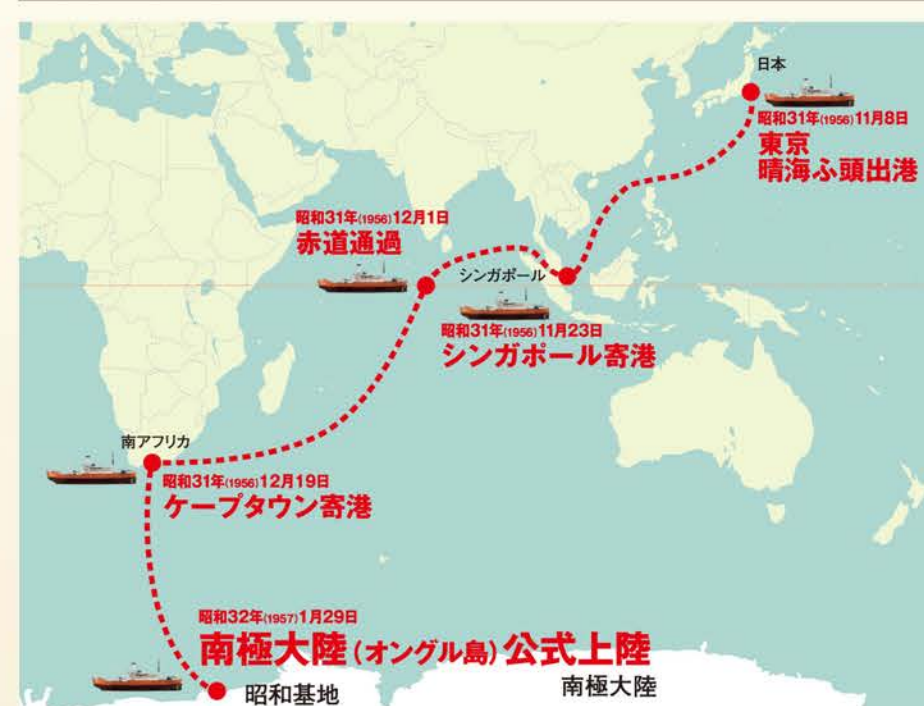 日本
昭和31年(1956)11月8日
東京
晴海ふ頭出港
昭和31年(1956)12月1日
赤道通過
シンガポール
昭和31年(1956)11月23日
シンガポール寄港
南アフリカ
昭和31年(1956)12月19日
ケープタウン寄港
昭和32年(1957)1月29日
南極大陸(オングル島)公式上陸
昭和基地
南極大陸